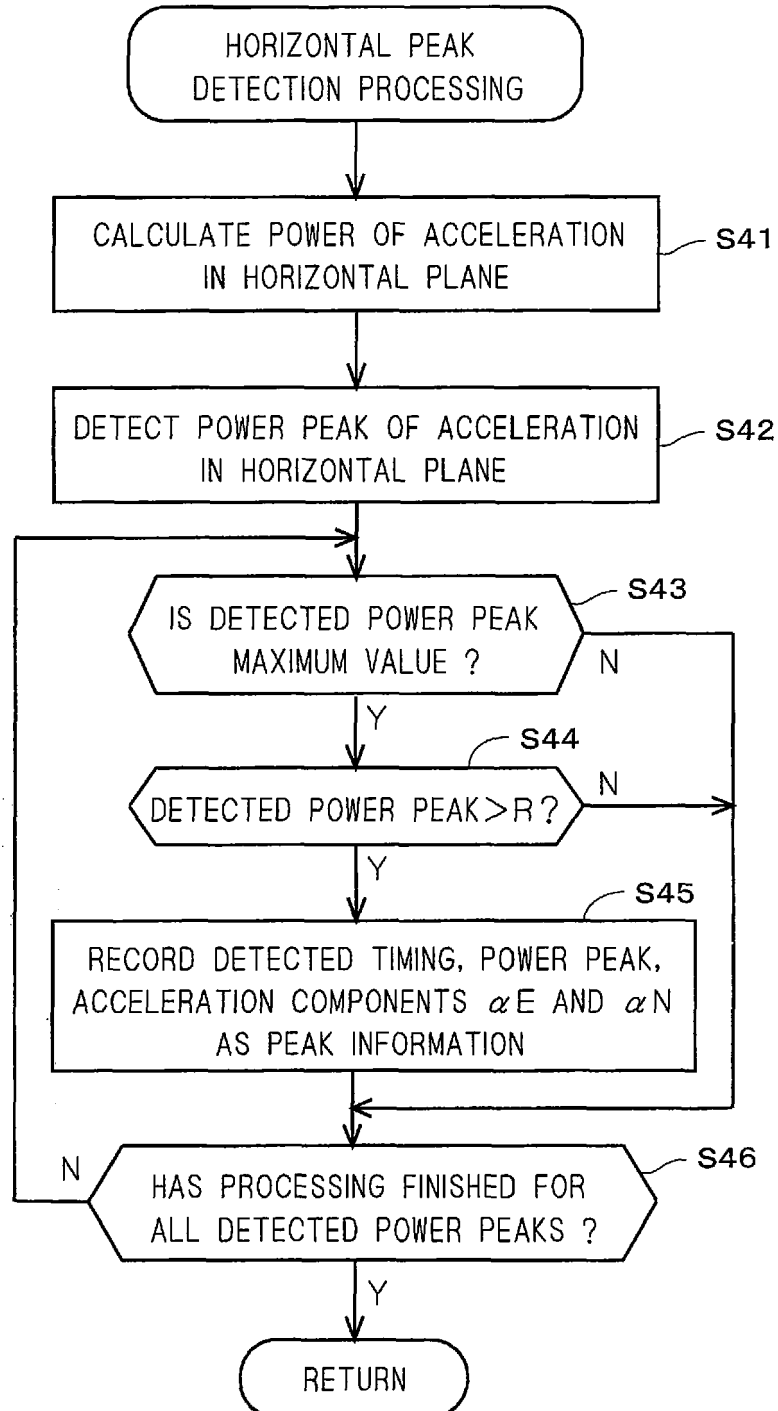 HORIZONTAL PEAK
DETECTION PROCESSING
CALCULATE POWER OF ACCELERATION
IN HORIZONTAL PLANE
S41
DETECT POWER PEAK OF ACCELERATION
IN HORIZONTAL PLANE
S42
S43
IS DETECTED POWER PEAK
MAXIMUM VALUE ?
N
Y
S44
DETECTED POWER PEAK>R?
N
Y
S45
RECORD DETECTED TIMING, POWER PEAK,
ACCELERATION COMPONENTS αE AND αN
AS PEAK INFORMATION
N
S46
HAS PROCESSING FINISHED FOR
ALL DETECTED POWER PEAKS ?
Y
RETURN